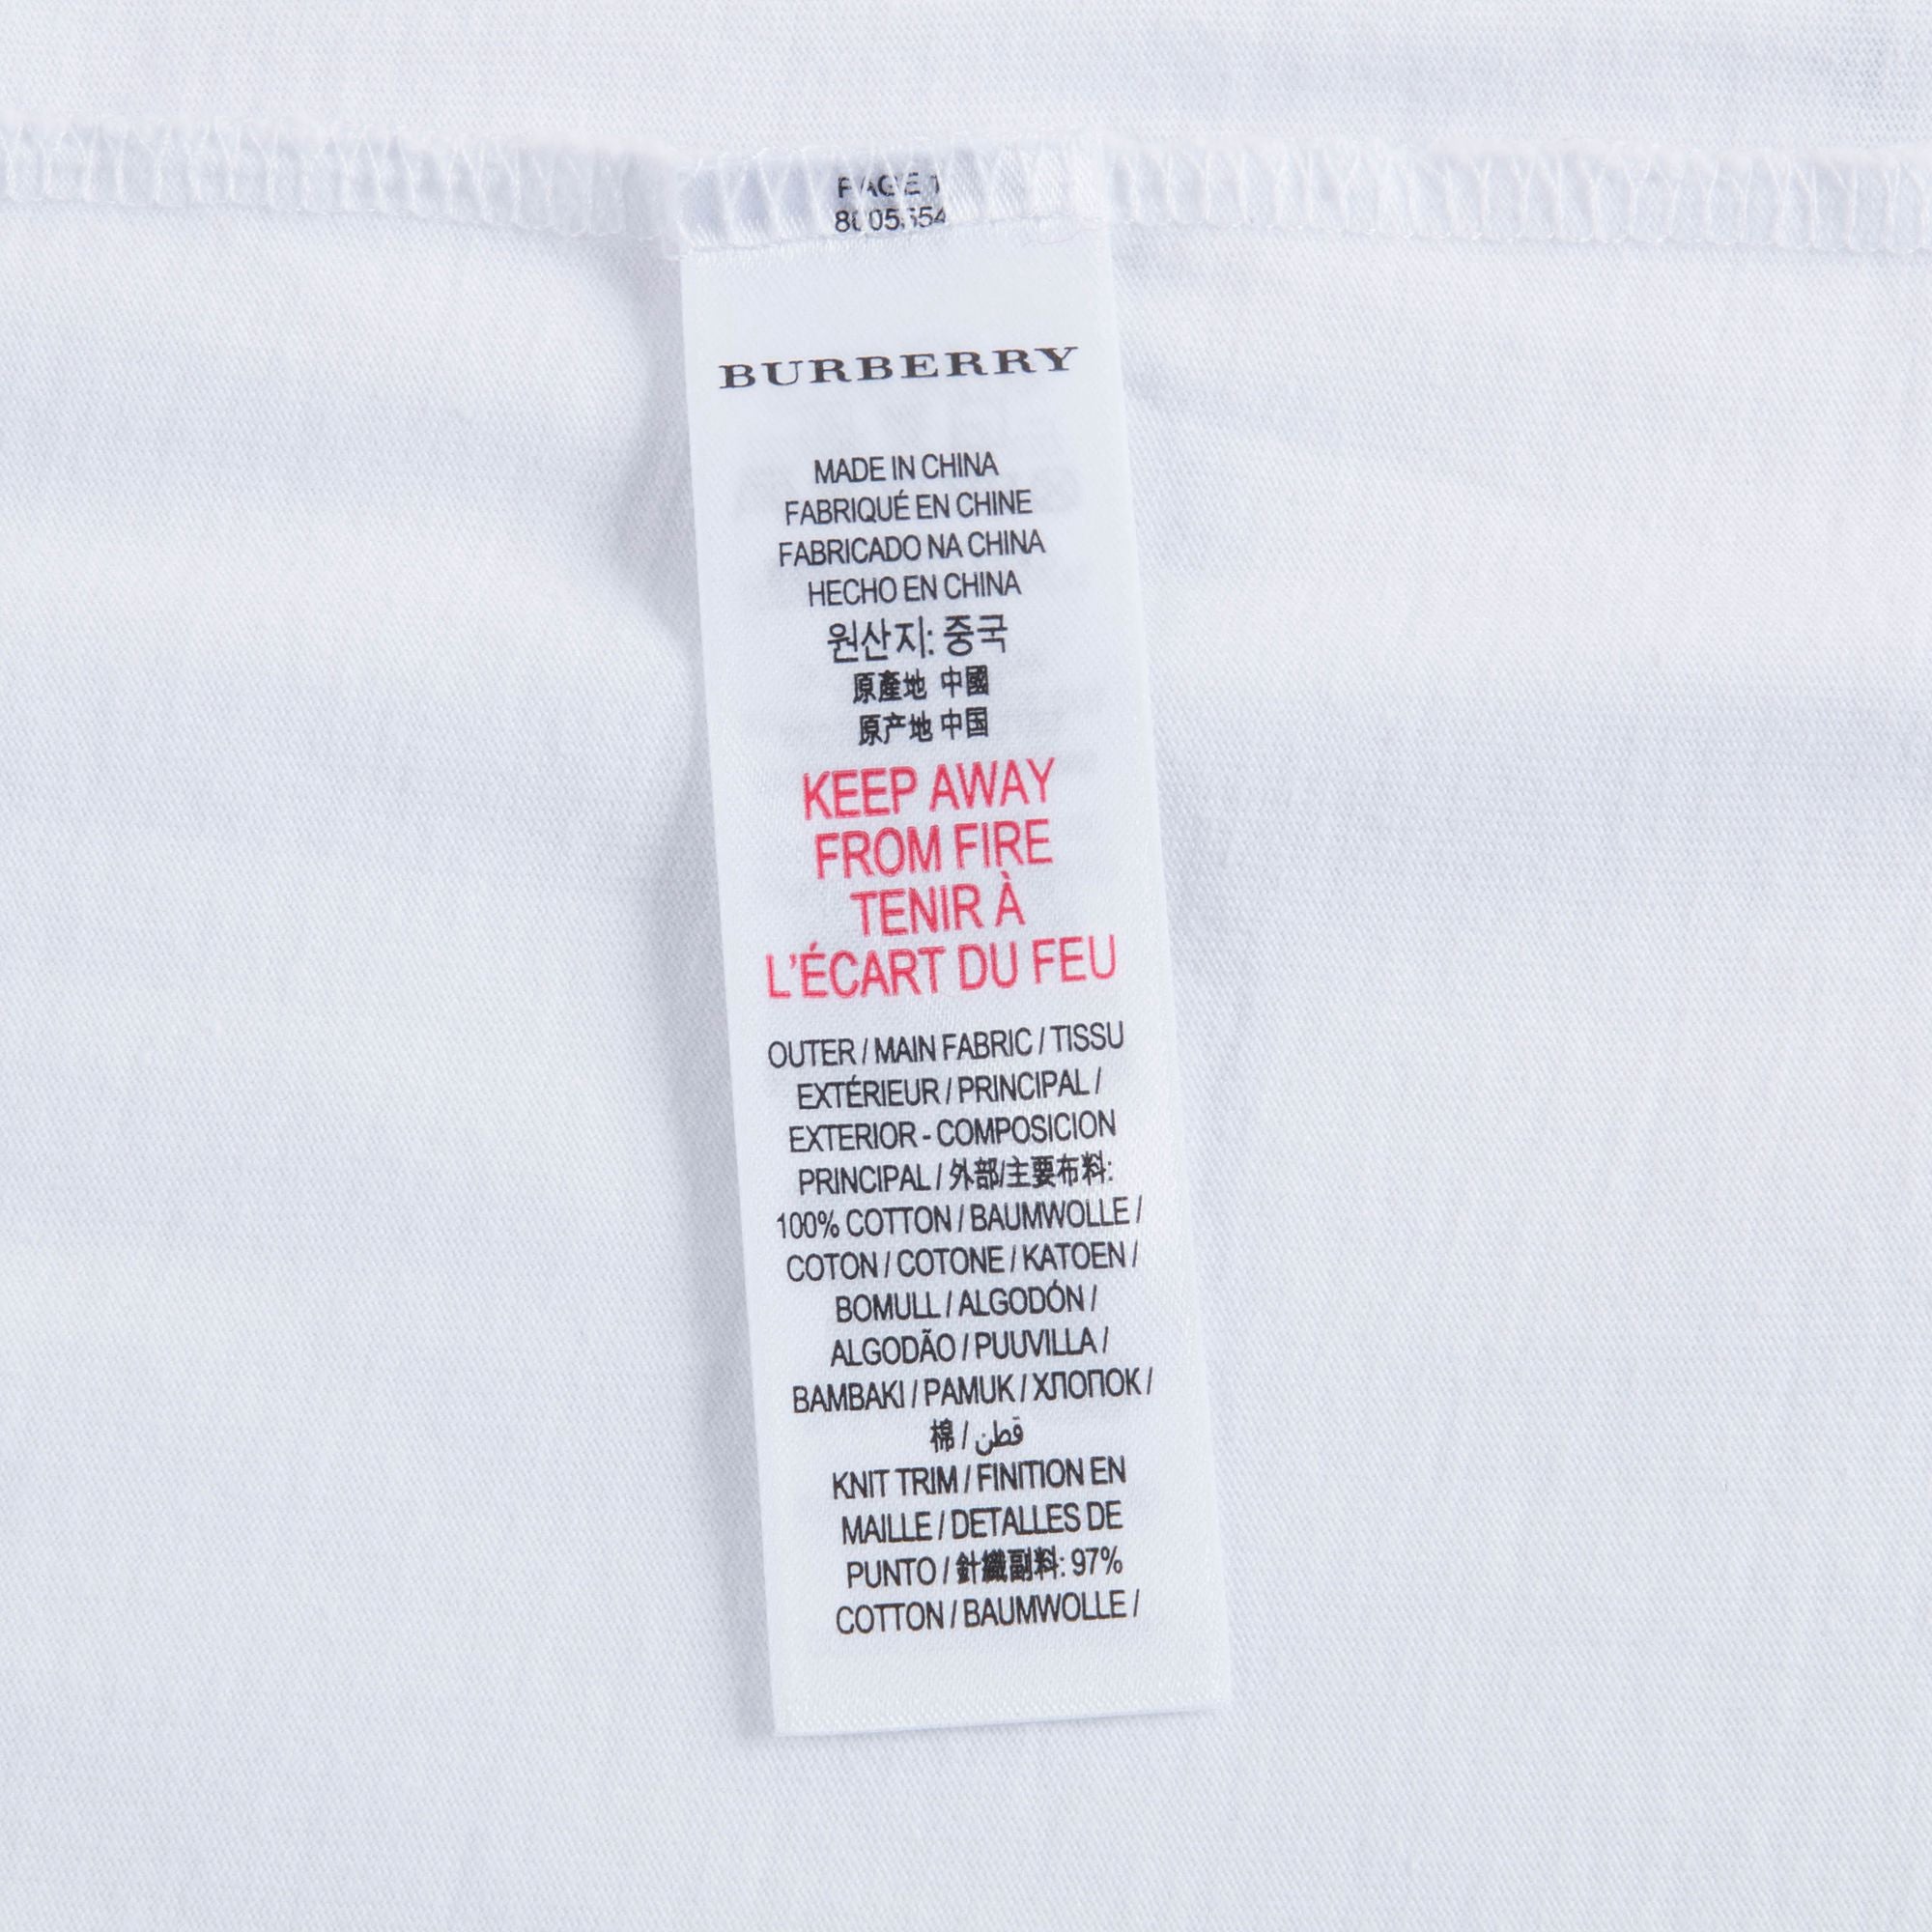 PAGE 1
8005554
BURBERRY
MADE IN CHINA
FABRIQUÉ EN CHINE
FABRICADO NA CHINA
HECHO EN CHINA
원산지: 중국
原產地 中國
原产地 中国
KEEP AWAY
FROM FIRE
TENIR À
L'ÉCART DU FEU
OUTER / MAIN FABRIC / TISSU
EXTÉRIEUR / PRINCIPAL /
EXTERIOR - COMPOSICION
PRINCIPAL / 外部/主要布料:
100% COTTON / BAUMWOLLE /
COTON / COTONE / KATOEN /
BOMULL / ALGODÓN /
ALGODÃO / PUUVILLA /
BAMBAKI / PAMUK / ХЛОПОК /
棉 / قطن
KNIT TRIM / FINITION EN
MAILLE / DETALLES DE
PUNTO / 針織副料: 97%
COTTON / BAUMWOLLE /